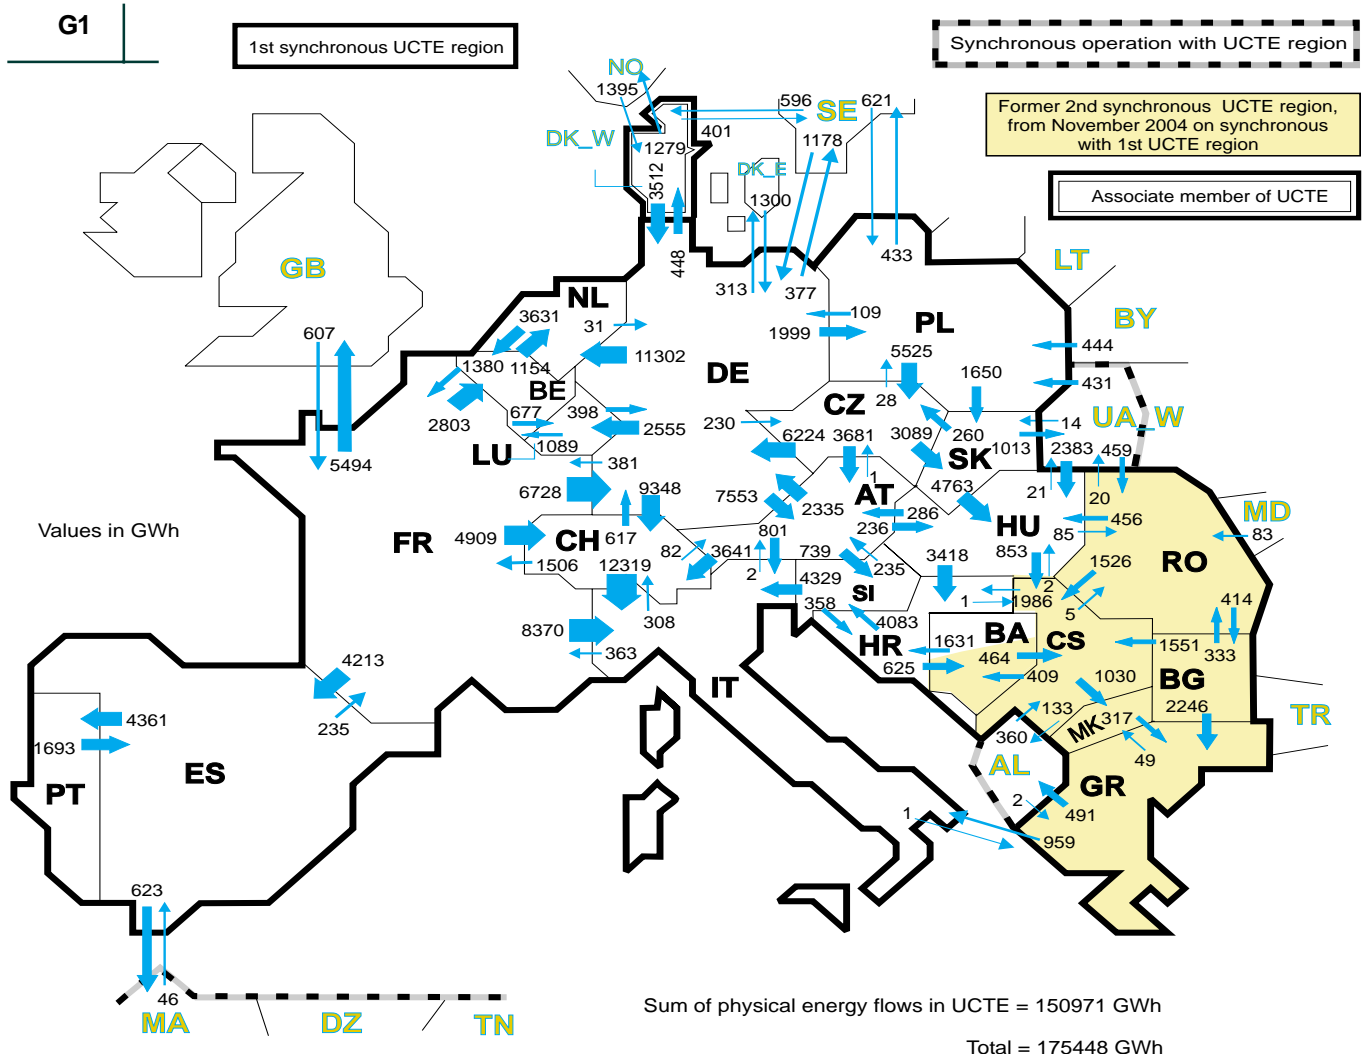 G1
1st synchronous UCTE region
Synchronous operation with UCTE region
Former 2nd synchronous UCTE region,
from November 2004 on synchronous
with 1st UCTE region
Associate member of UCTE
NO
1395
596
SE
621
DK_W
401
1279
1178
3512
DK_E
1300
GB
448
313
377
433
LT
NL
607
3631
31
109
PL
BY
1999
444
1380
1154
11302
DE
5525
1650
431
BE
CZ
28
UA_W
677
398
230
14
2803
1089
2555
6224
3681
3089
260
1013
2383
459
LU
381
SK
5494
6728
9348
7553
1
4763
21
20
2335
AT
286
HU
456
MD
Values in GWh
FR
4909
CH
617
82
801
236
85
83
3641
739
853
RO
1506
12319
2
235
3418
1526
4329
SI
2
358
1
1986
5
414
308
4083
8370
HR
1631
BA
CS
1551
333
363
625
464
409
BG
4213
IT
1030
2246
235
133
317
TR
4361
360
MK
1693
49
ES
AL
GR
PT
2
491
1
959
623
46
MA
DZ
TN
Sum of physical energy flows in UCTE = 150971 GWh
Total = 175448 GWh